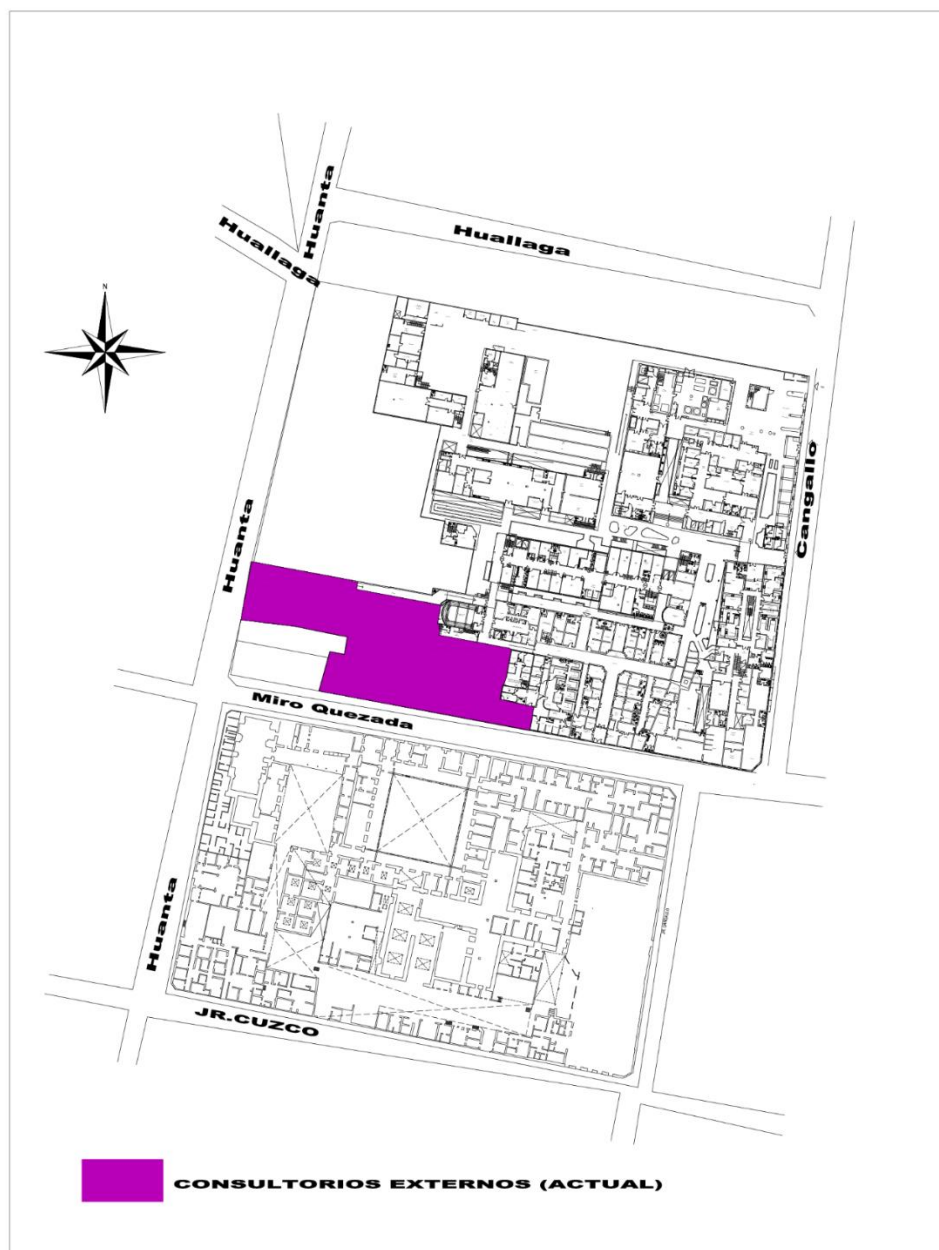 Huanta
Huallaga
Huallaga
N
Cangallo
Huanta
Miro Quezada
Huanta
JR.CUZCO
CONSULTORIOS EXTERNOS (ACTUAL)